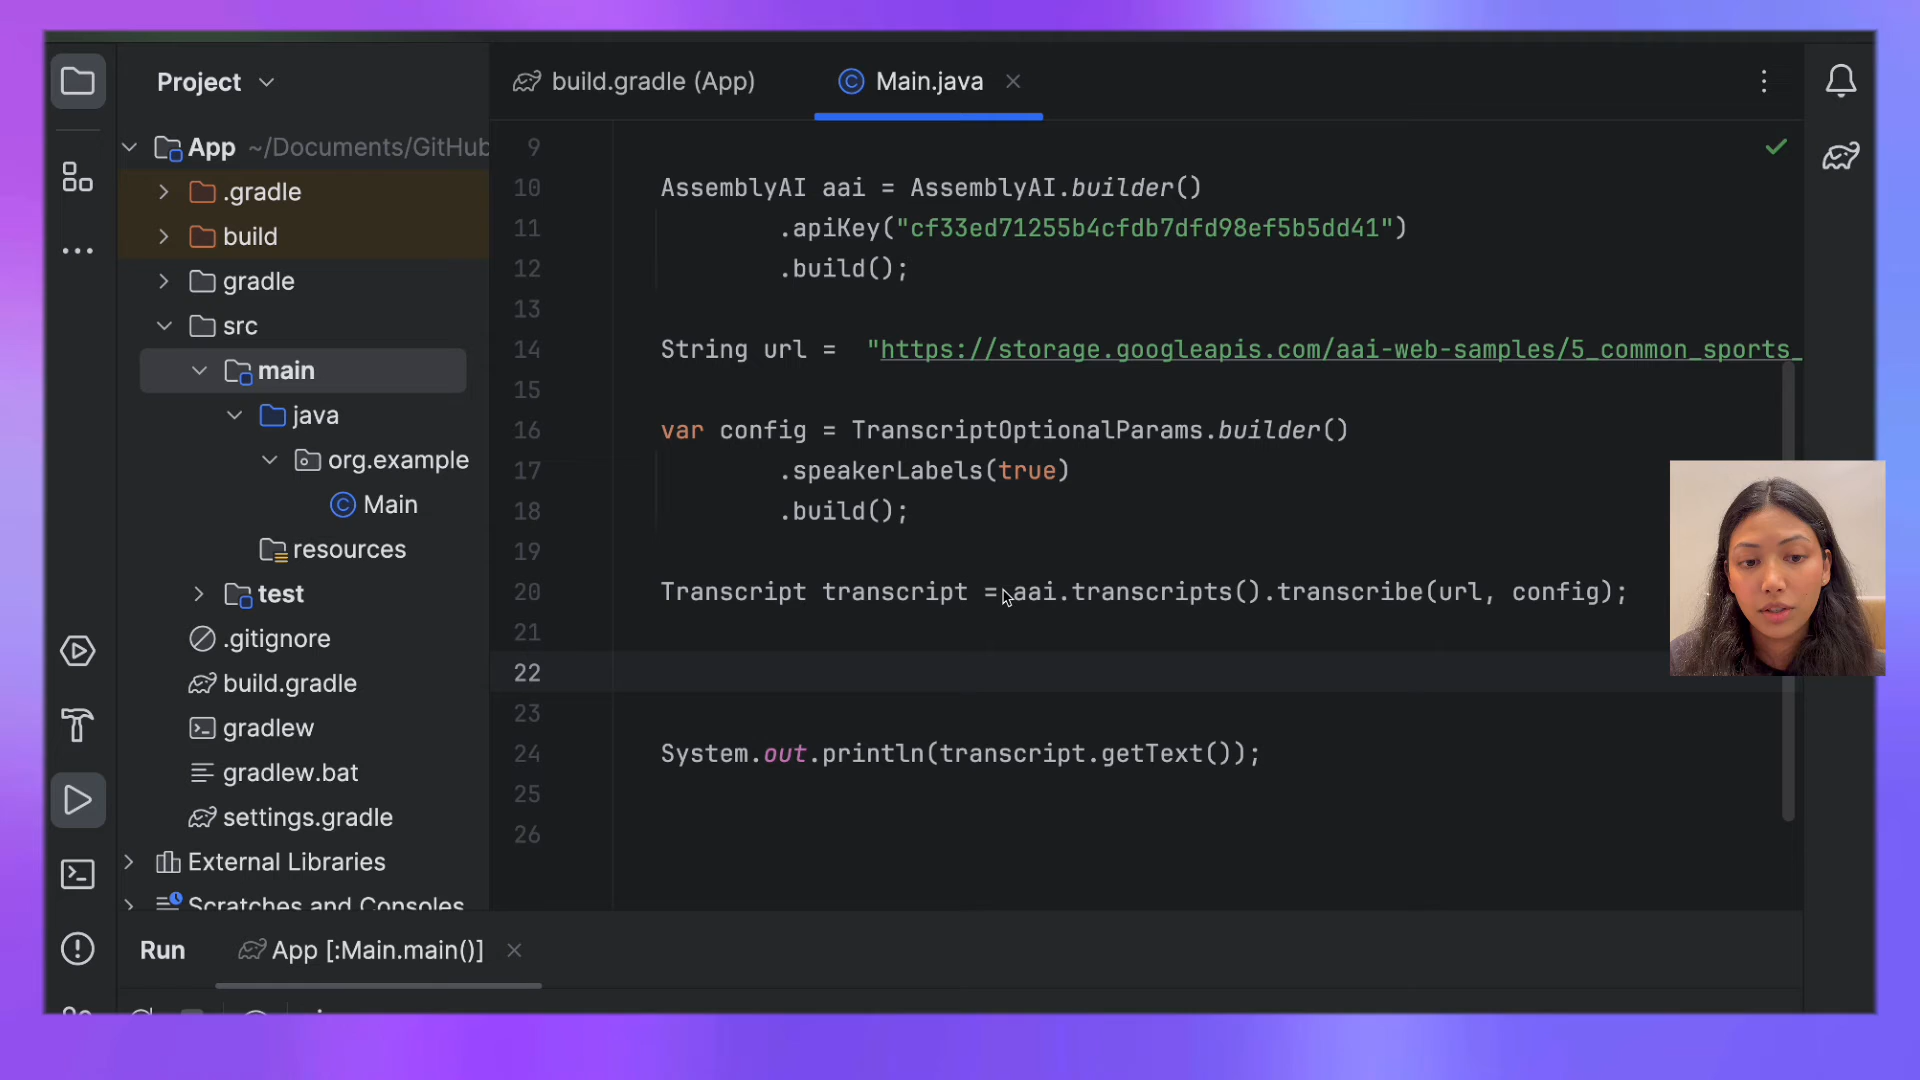 Project
build.gradle (App)
Main.java
App ~/Documents/GitHub
.gradle
build
gradle
src
main
java
org.example
Main
resources
test
.gitignore
build.gradle
gradlew
gradlew.bat
settings.gradle
External Libraries
Scratches and Consoles
9
10 AssemblyAI aai = AssemblyAI.builder()
11 .apiKey("cf33ed71255b4cfdb7dfd98ef5b5dd41")
12 .build();
13
14 String url = "https://storage.googleapis.com/aai-web-samples/5_common_sports_
15
16 var config = TranscriptOptionalParams.builder()
17 .speakerLabels(true)
18 .build();
19
20 Transcript transcript = aai.transcripts().transcribe(url, config);
21
22
23
24 System.out.println(transcript.getText());
25
26
Run
App [:Main.main()]